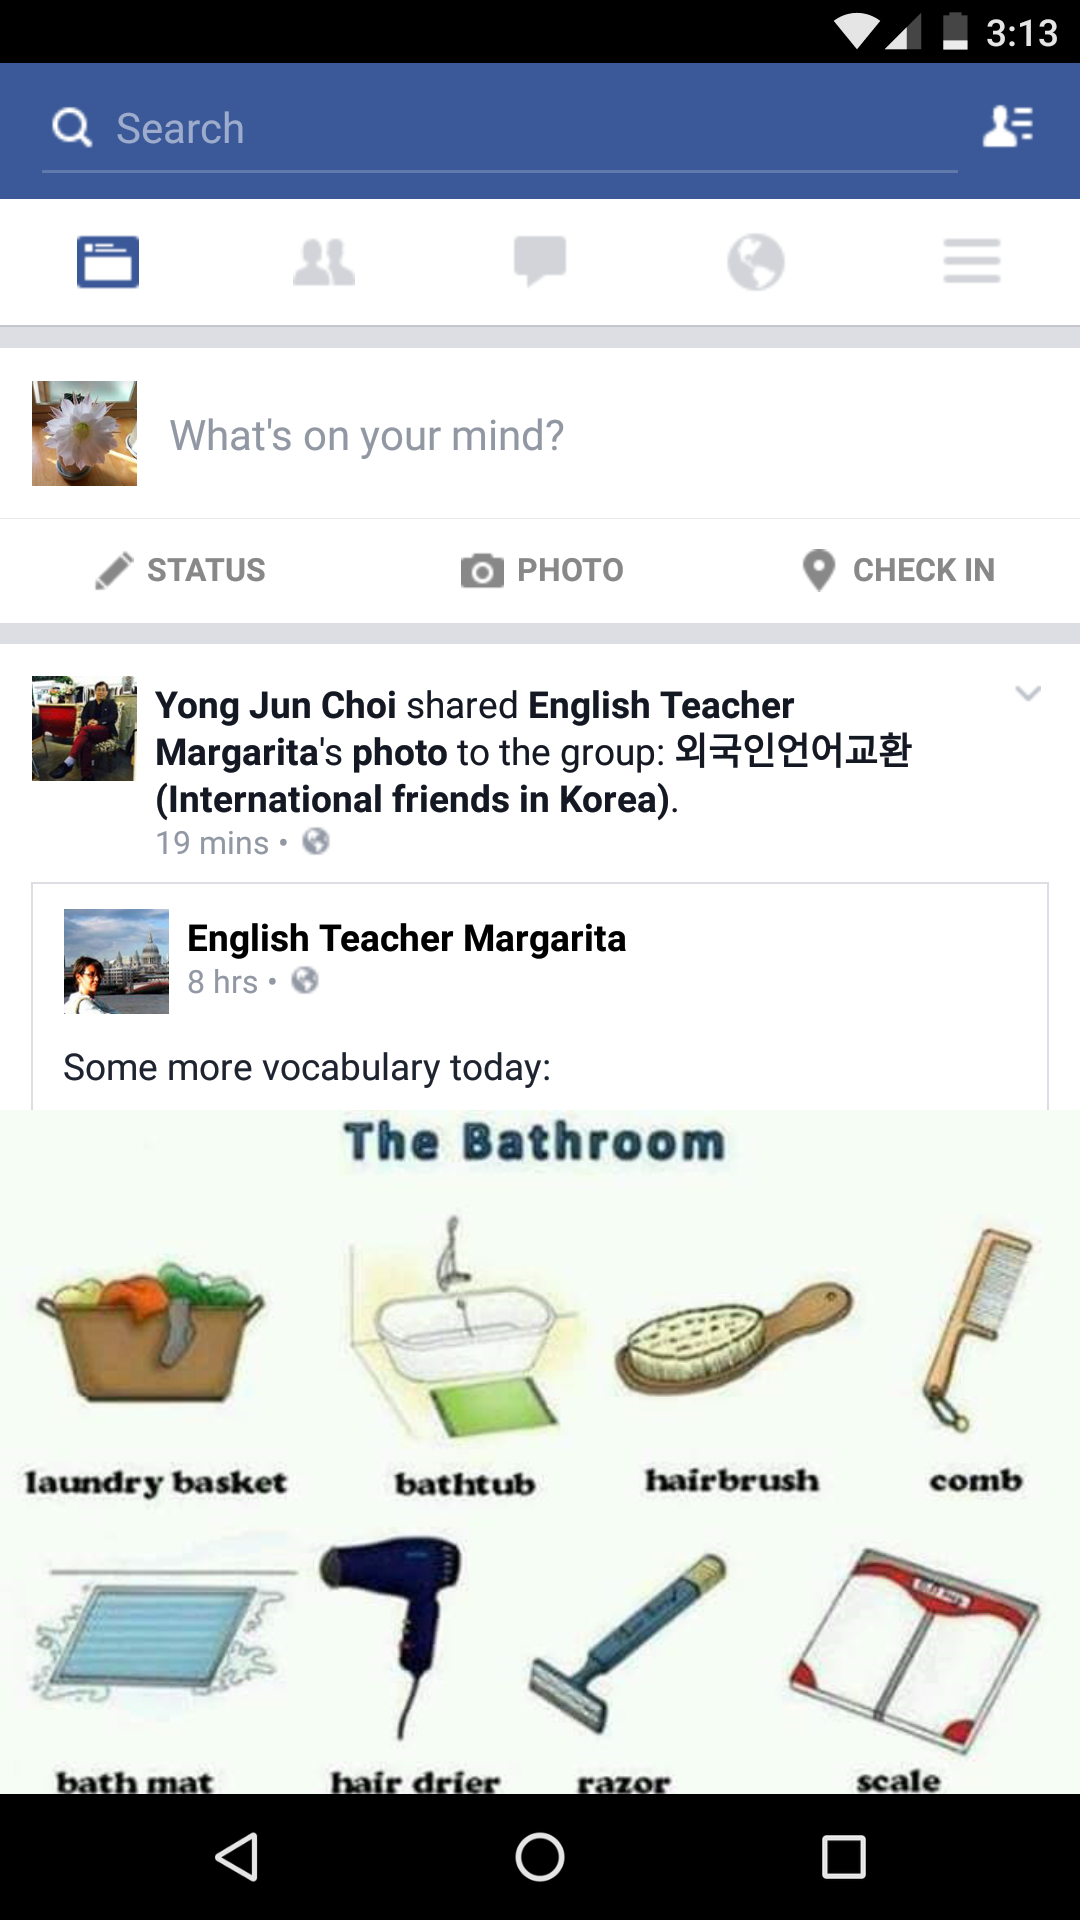 3:13
Search
What's on your mind?
STATUS PHOTO CHECK IN
Yong Jun Choi shared English Teacher
Margarita's photo to the group: 외국인언어교환
(International friends in Korea).
19 mins •
English Teacher Margarita
8 hrs •
Some more vocabulary today:
The Bathroom
laundry basket bathtub hairbrush comb
bath mat hair drier razor scale